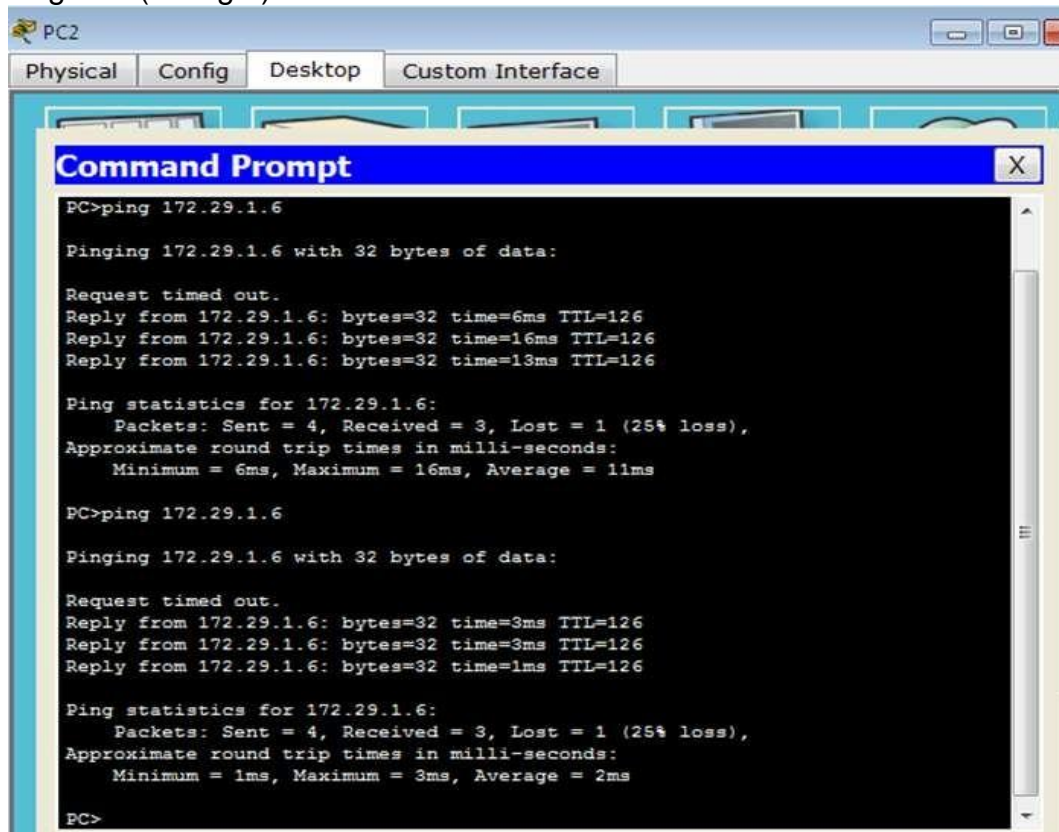 PC2
Physical Config Desktop Custom Interface
Command Prompt X
PC>ping 172.29.1.6
Pinging 172.29.1.6 with 32 bytes of data:
Request timed out.
Reply from 172.29.1.6: bytes=32 time=6ms TTL=126
Reply from 172.29.1.6: bytes=32 time=16ms TTL=126
Reply from 172.29.1.6: bytes=32 time=13ms TTL=126
Ping statistics for 172.29.1.6:
Packets: Sent = 4, Received = 3, Lost = 1 (25% loss),
Approximate round trip times in milli-seconds:
Minimum = 6ms, Maximum = 16ms, Average = 11ms
PC>ping 172.29.1.6
Pinging 172.29.1.6 with 32 bytes of data:
Request timed out.
Reply from 172.29.1.6: bytes=32 time=3ms TTL=126
Reply from 172.29.1.6: bytes=32 time=3ms TTL=126
Reply from 172.29.1.6: bytes=32 time=1ms TTL=126
Ping statistics for 172.29.1.6:
Packets: Sent = 4, Received = 3, Lost = 1 (25% loss),
Approximate round trip times in milli-seconds:
Minimum = 1ms, Maximum = 3ms, Average = 2ms
PC>